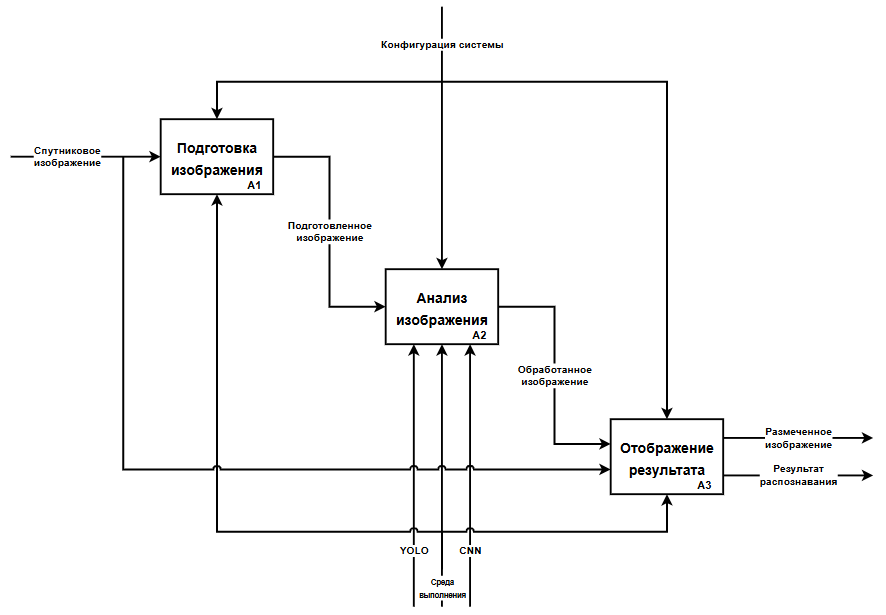 Конфигурация системы
Спутниковое
изображение
Подготовка
изображения
A1
Подготовленное
изображение
Анализ
изображения
A2
Обработанное
изображение
Отображение
результата
A3
Размеченное
изображение
Результат
распознавания
YOLO
CNN
Среда
выполнения